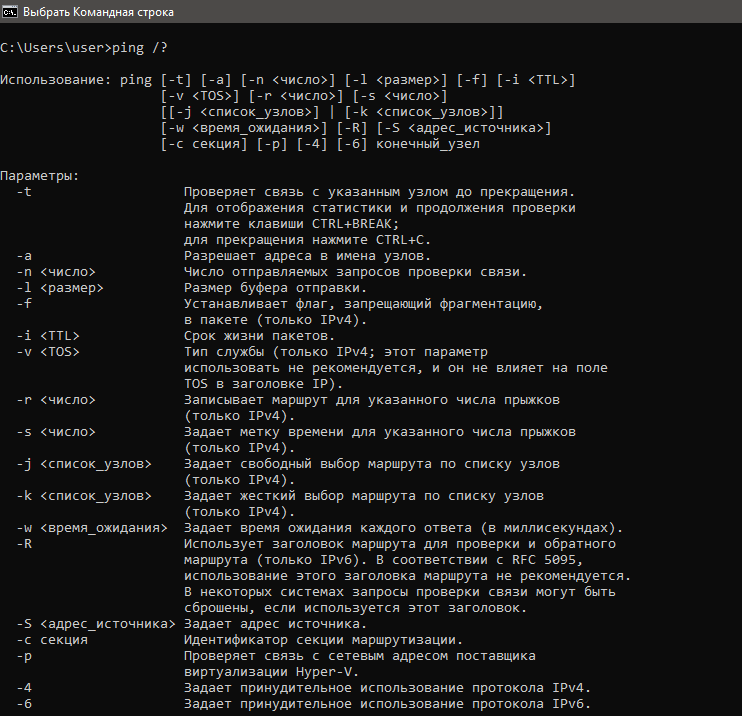 Выбрать Командная строка
C:\Users\user>ping /?
Использование: ping [-t] [-a] [-n <число>] [-l <размер>] [-f] [-i <TTL>]
[-v <TOS>] [-r <число>] [-s <число>]
[[-j <список_узлов>] | [-k <список_узлов>]]
[-w <время_ожидания>] [-R] [-S <адрес_источника>]
[-c секция] [-p] [-4] [-6] конечный_узел
Параметры:
-t Проверяет связь с указанным узлом до прекращения.
Для отображения статистики и продолжения проверки
нажмите клавиши CTRL+BREAK;
для прекращения нажмите CTRL+C.
-a Разрешает адреса в имена узлов.
-n <число> Число отправляемых запросов проверки связи.
-l <размер> Размер буфера отправки.
-f Устанавливает флаг, запрещающий фрагментацию,
в пакете (только IPv4).
-i <TTL> Срок жизни пакетов.
-v <TOS> Тип службы (только IPv4; этот параметр
использовать не рекомендуется, и он не влияет на поле
TOS в заголовке IP).
-r <число> Записывает маршрут для указанного числа прыжков
(только IPv4).
-s <число> Задает метку времени для указанного числа прыжков
(только IPv4).
-j <список_узлов> Задает свободный выбор маршрута по списку узлов
(только IPv4).
-k <список_узлов> Задает жесткий выбор маршрута по списку узлов
(только IPv4).
-w <время_ожидания> Задает время ожидания каждого ответа (в миллисекундах).
-R Использует заголовок маршрута для проверки и обратного
маршрута (только IPv6). В соответствии с RFC 5095,
использование этого заголовка маршрута не рекомендуется.
В некоторых системах запросы проверки связи могут быть
сброшены, если используется этот заголовок.
-S <адрес_источника> Задает адрес источника.
-c секция Идентификатор секции маршрутизации.
-p Проверяет связь с сетевым адресом поставщика
виртуализации Hyper-V.
-4 Задает принудительное использование протокола IPv4.
-6 Задает принудительное использование протокола IPv6.